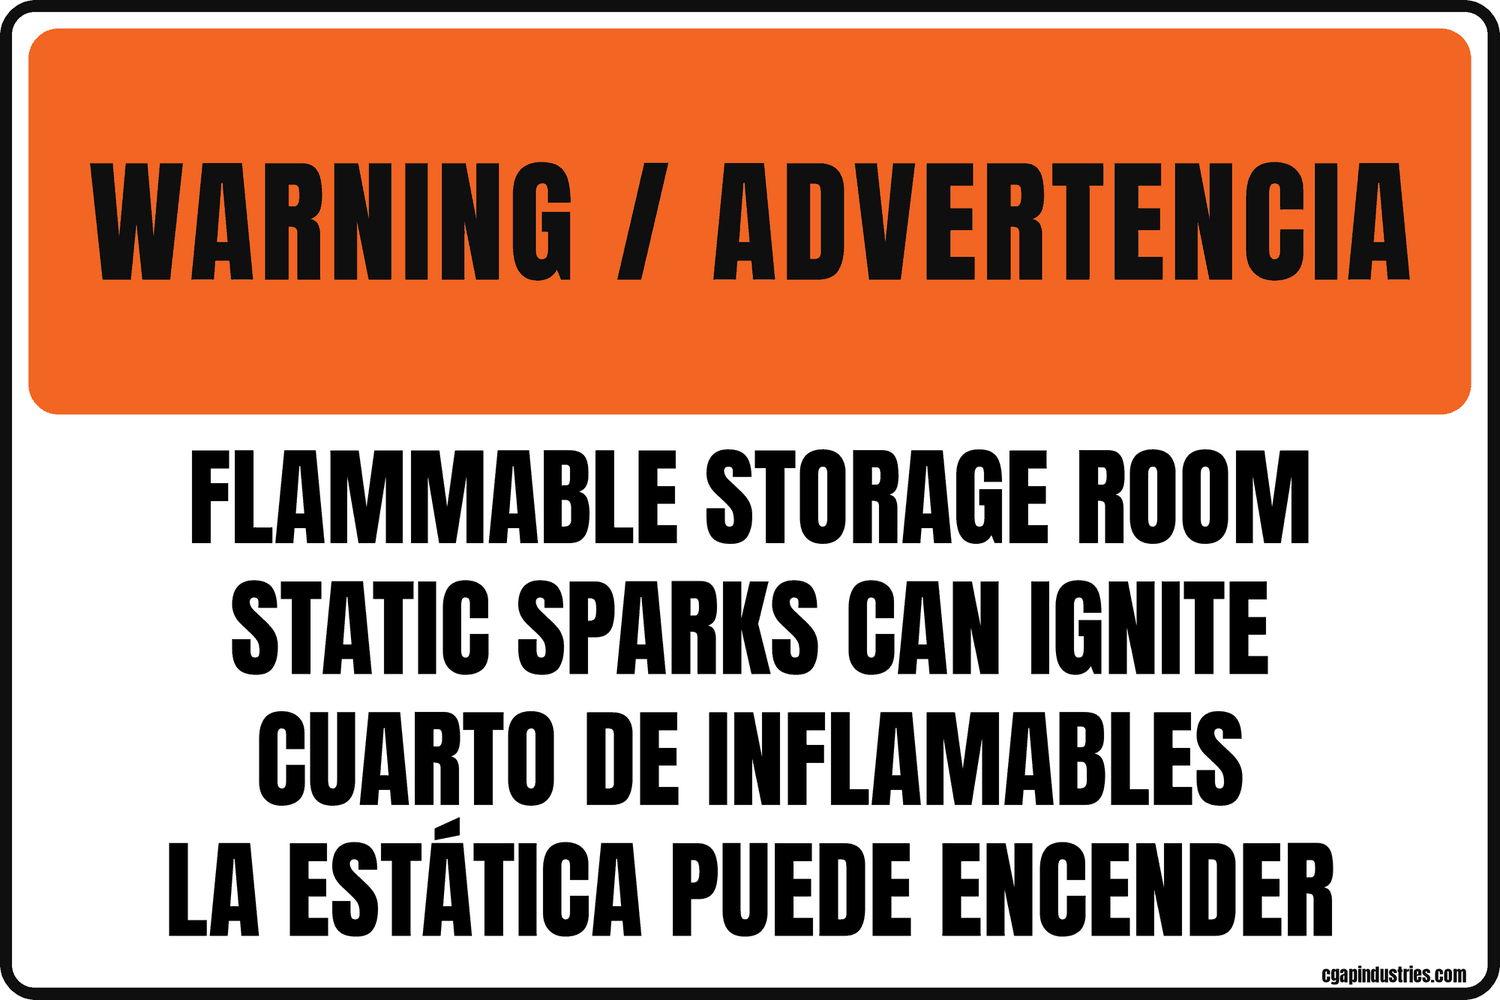 WARNING / ADVERTENCIA
FLAMMABLE STORAGE ROOM
STATIC SPARKS CAN IGNITE
CUARTO DE INFLAMABLES
LA ESTÁTICA PUEDE ENCENDER
cgapindustries.com